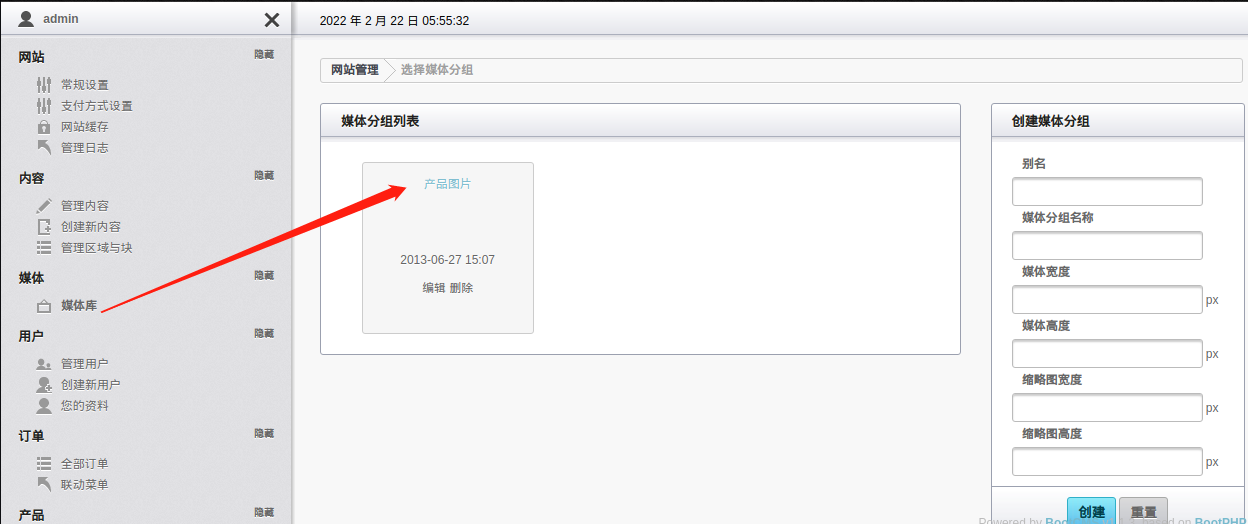 admin
网站 隐藏
常规设置
支付方式设置
网站缓存
管理日志
内容 隐藏
管理内容
创建新内容
管理区域与块
媒体 隐藏
媒体库
用户 隐藏
管理用户
创建新用户
您的资料
订单 隐藏
全部订单
联动菜单
产品 隐藏
2022 年 2 月 22 日 05:55:32
网站管理 选择媒体分组
媒体分组列表
产品图片
2013-06-27 15:07
编辑 删除
创建媒体分组
别名
媒体分组名称
媒体宽度
px
媒体高度
px
缩略图宽度
px
缩略图高度
px
创建 重置
Powered by based on BootPHP